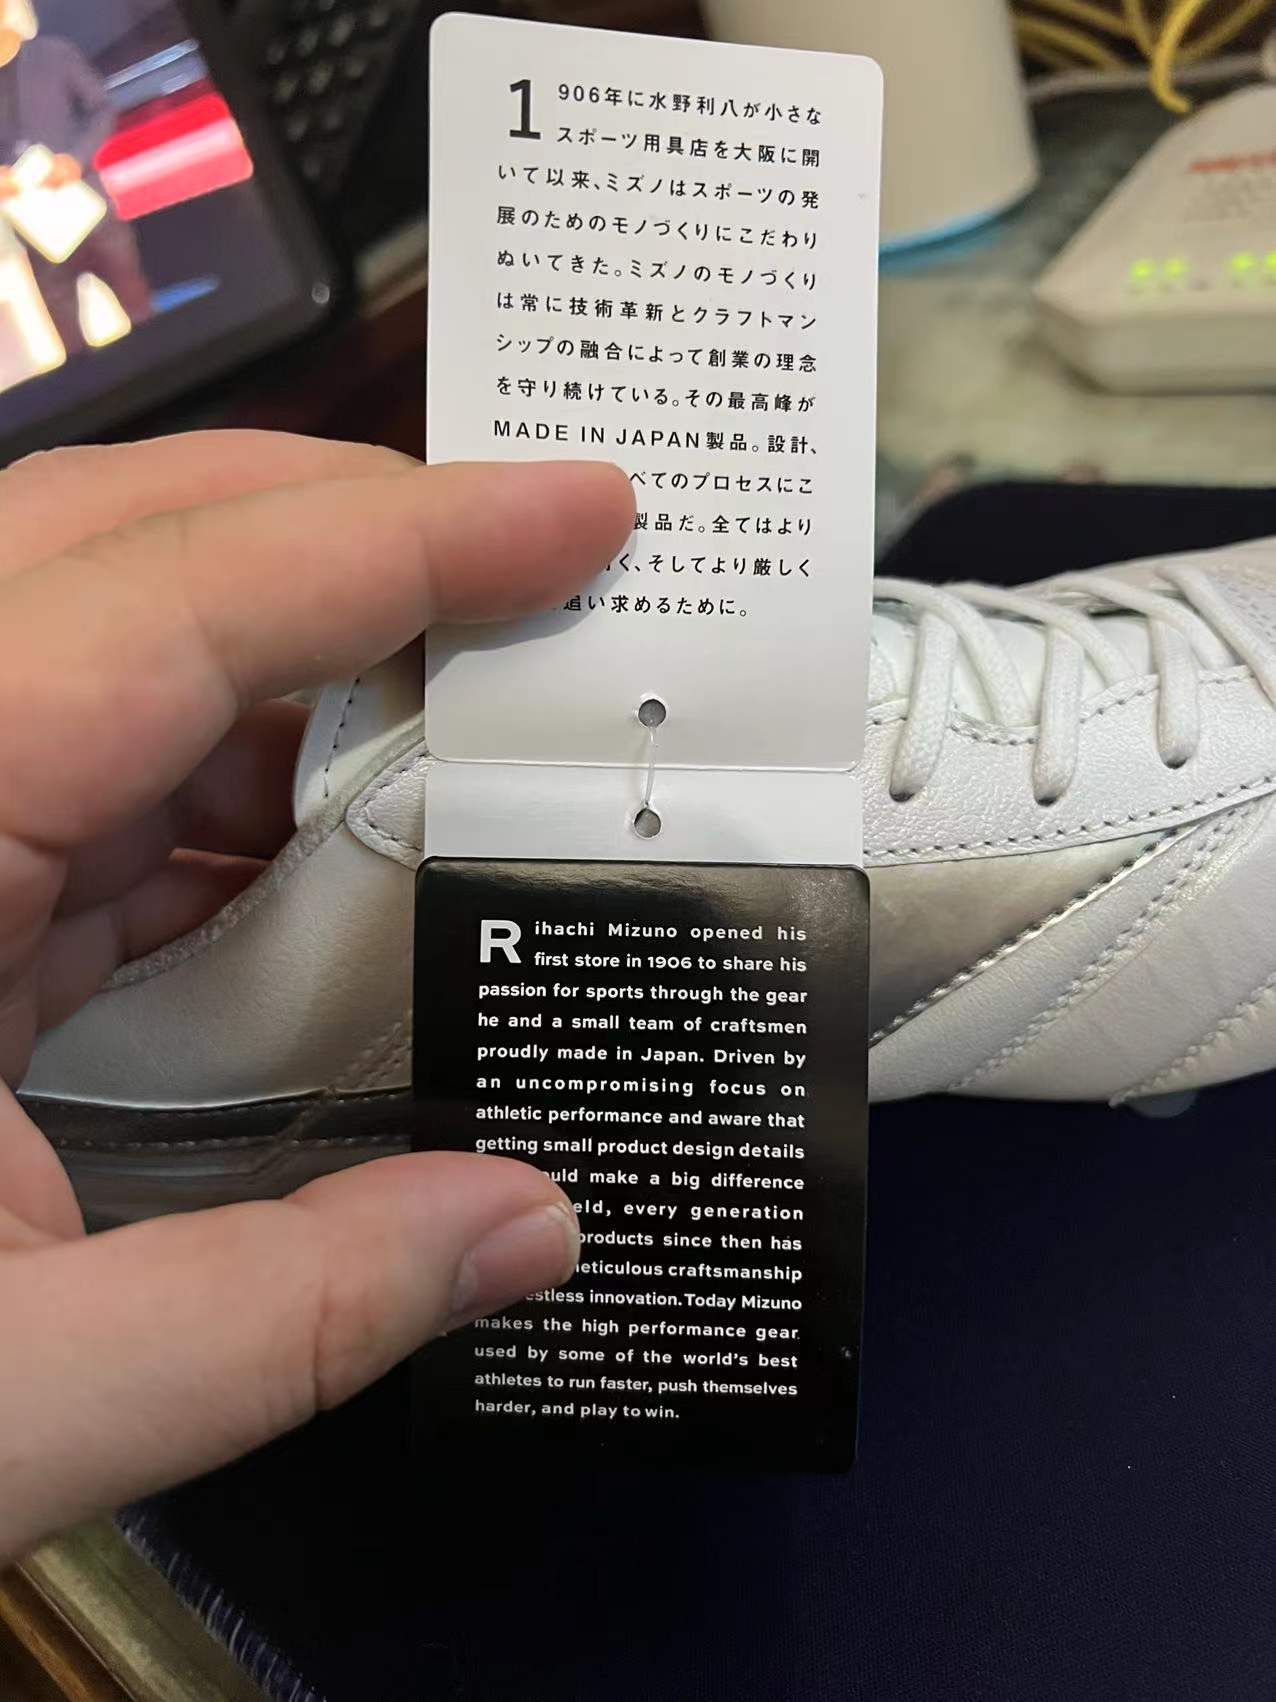 1906年に水野利八が小さな
スポーツ用具店を大阪に開
いて以来、ミズノはスポーツの発
展のためのモノづくりにこだわり
ぬいてきた。ミズノのモノづくり
は常に技術革新とクラフトマン
シップの融合によって創業の理念
を守り続けている。その最高峰が
MADE IN JAPAN製品。設計、
べてのプロセスにこ
製品だ。全てはより
く、そしてより厳しく
追い求めるために。
Rihachi Mizuno opened his
first store in 1906 to share his
passion for sports through the gear
he and a small team of craftsmen
proudly made in Japan. Driven by
an uncompromising focus on
athletic performance and aware that
getting small product design details
make a big difference
every generation
products since then has
craftsmanship
innovation. Today Mizuno
makes the high performance gear
used by some of the world's best
athletes to run faster, push themselves
harder, and play to win.